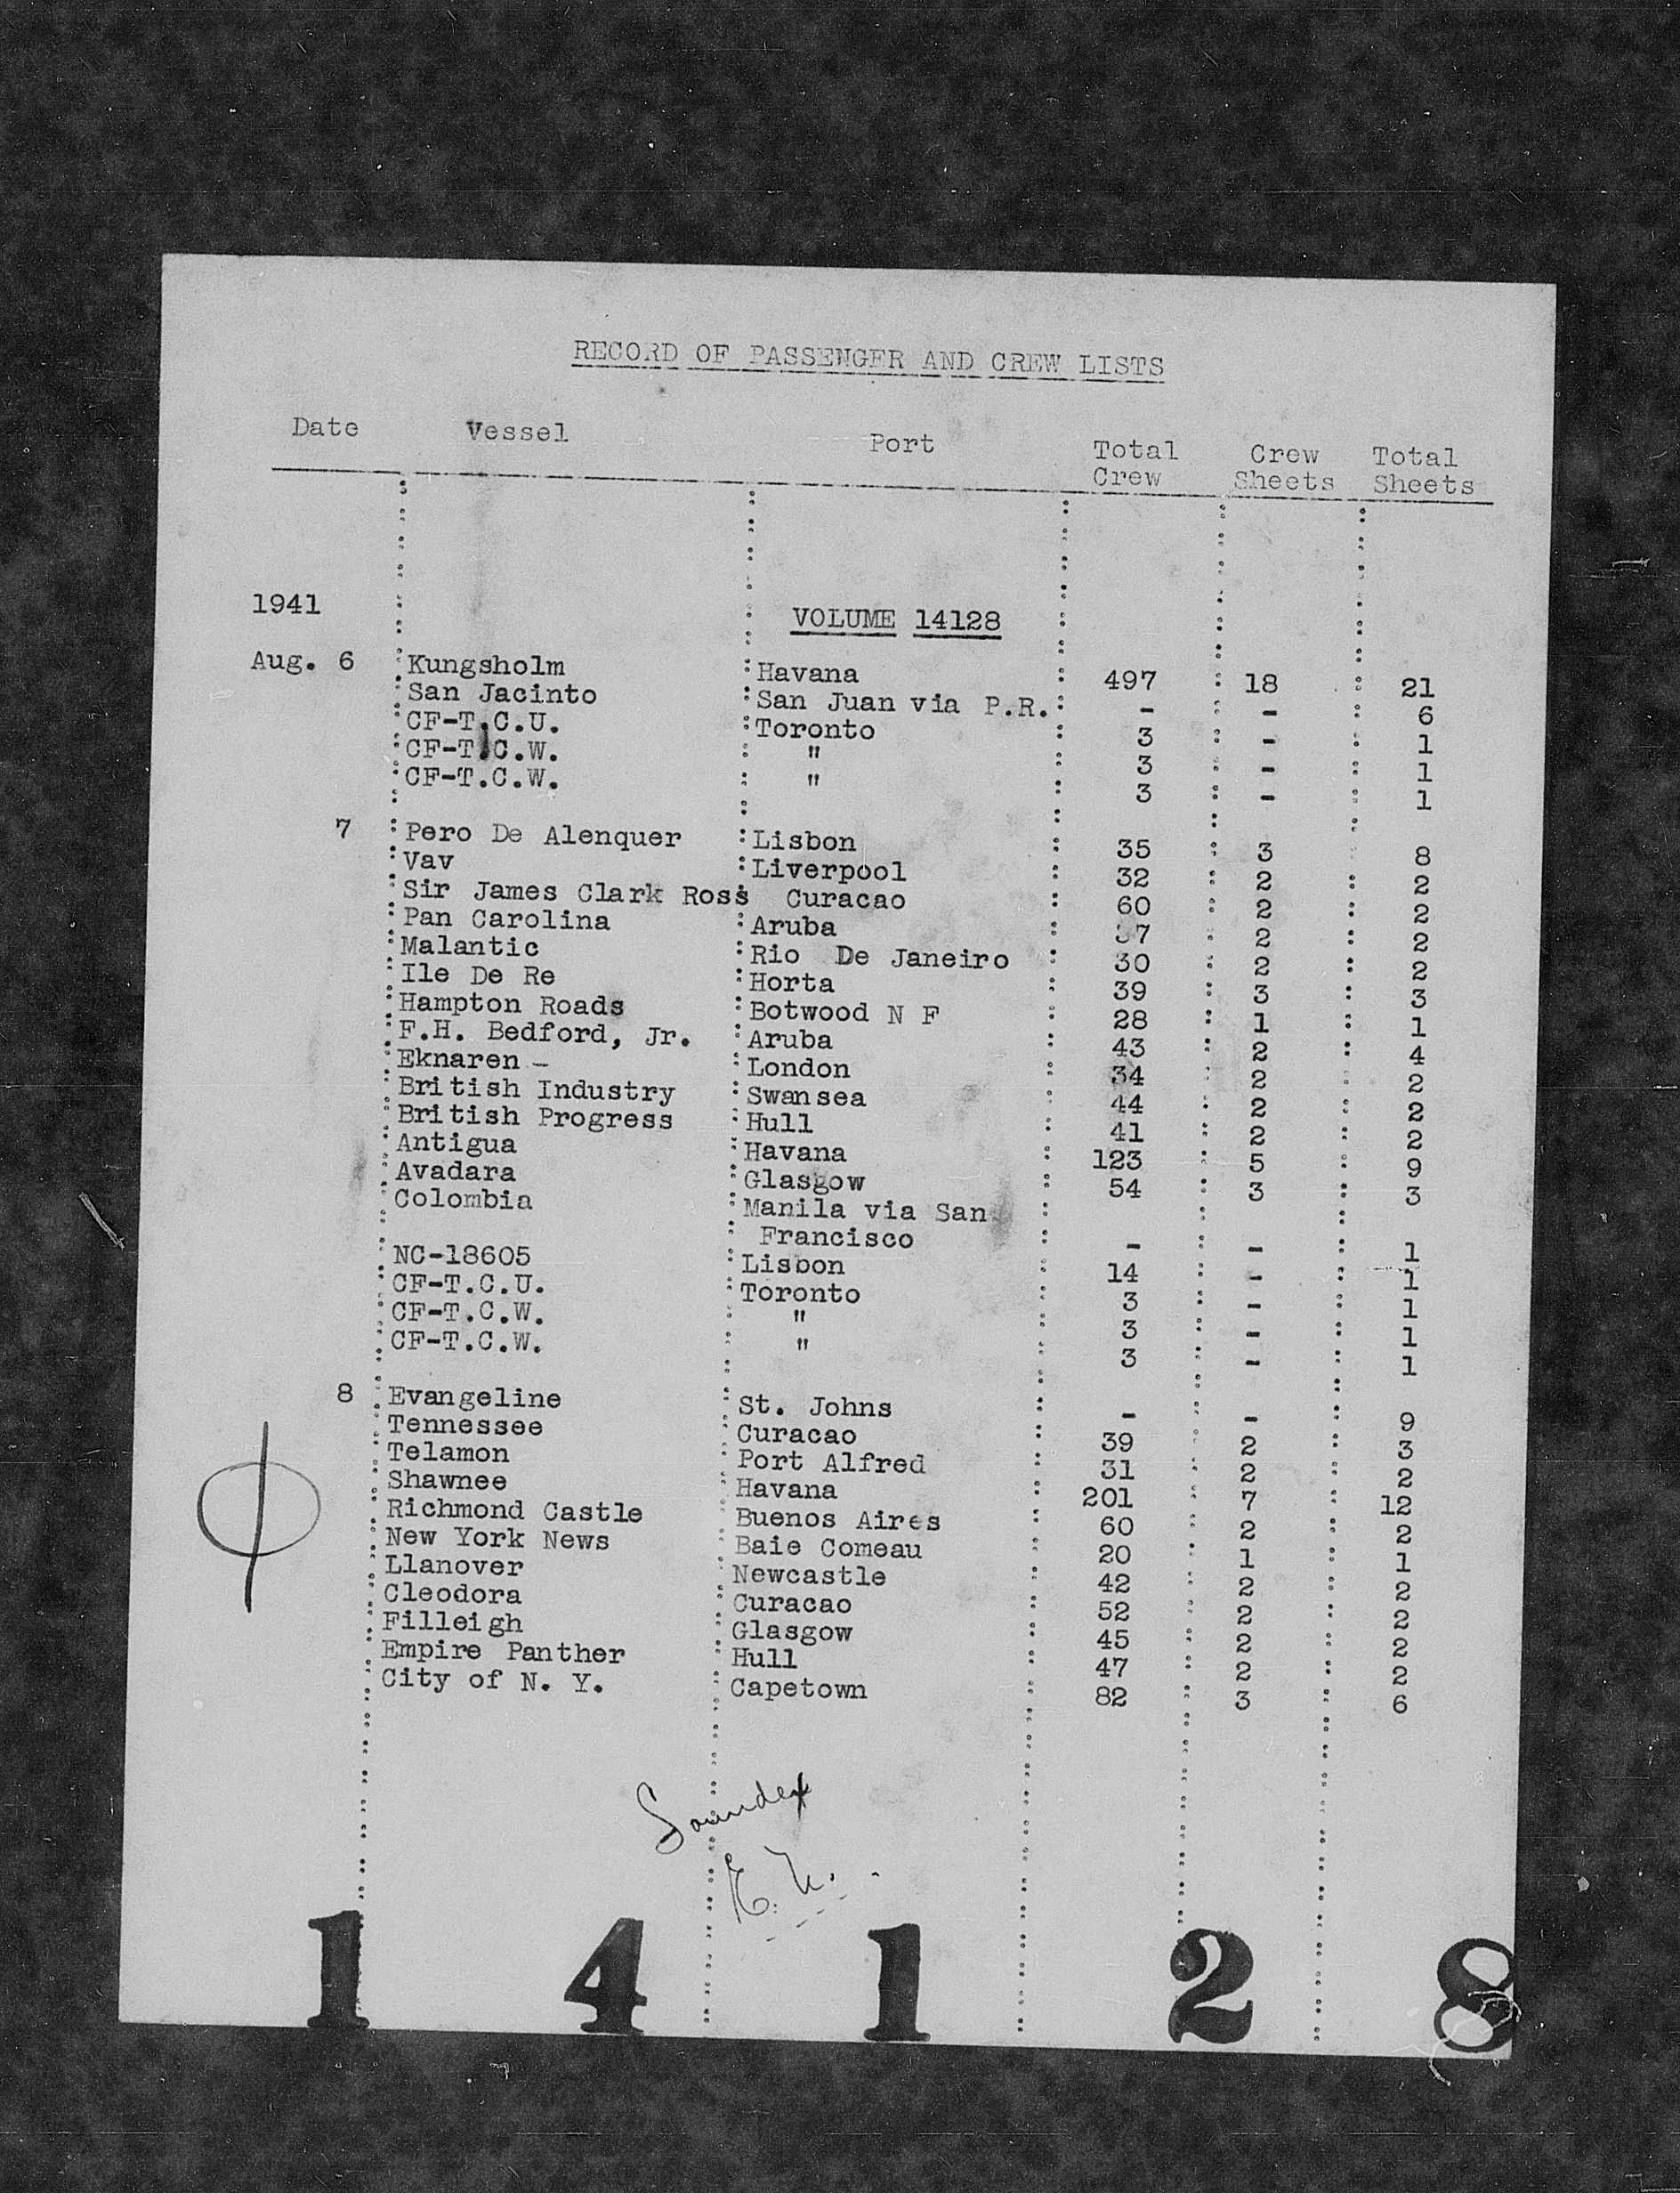 RECORD OF PASSENGER AND CREW LISTS
Date Vessel Port Total Crew Crew Sheets Total Sheets
1941 VOLUME 14128
Aug. 6 Kungsholm Havana 497 18 21
San Jacinto San Juan via P.R. - - 6
CF-T.C.U. Toronto 3 - 1
CF-T.C.W. " 3 - 1
CF-T.C.W. " 3 - 1
7 Pero De Alenquer Lisbon 35 3 8
Vav Liverpool 32 2 2
Sir James Clark Ross Curacao 60 2 2
Pan Carolina Aruba 37 2 2
Malantic Rio De Janeiro 30 2 2
Ile De Re Horta 39 3 3
Hampton Roads Botwood N F 28 1 1
F.H. Bedford, Jr. Aruba 43 2 4
Eknaren - London 34 2 2
British Industry Swansea 44 2 2
British Progress Hull 41 2 2
Antigua Havana 123 5 9
Avadara Glasgow 54 3 3
Colombia Manila via San
Francisco - - 1
NC-18605 Lisbon 14 - 1
CF-T.C.U. Toronto 3 - 1
CF-T.C.W. " 3 - 1
CF-T.C.W. " 3 - 1
8 Evangeline St. Johns - - 9
Tennessee Curacao 39 2 3
Telamon Port Alfred 31 2 2
Shawnee Havana 201 7 12
Richmond Castle Buenos Aires 60 2 2
New York News Baie Comeau 20 1 1
Llanover Newcastle 42 2 2
Cleodora Curacao 52 2 2
Filleigh Glasgow 45 2 2
Empire Panther Hull 47 2 2
City of N. Y. Capetown 82 3 6
Soundex
14128